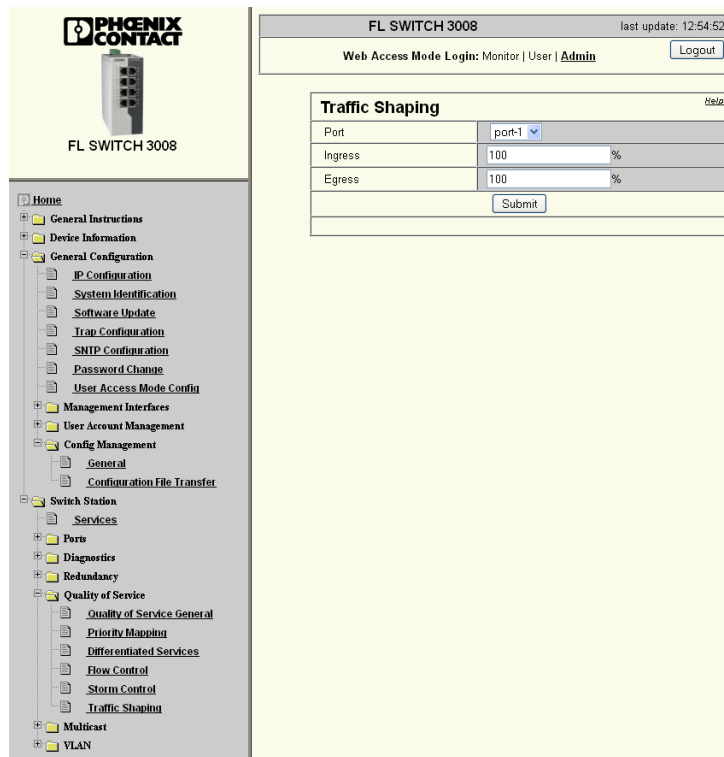 PHŒNIX
CONTACT
FL SWITCH 3008
Home
General Instructions
Device Information
General Configuration
IP Configuration
System Identification
Software Update
Trap Configuration
SNTP Configuration
Password Change
User Access Mode Config
Management Interfaces
User Account Management
Config Management
General
Configuration File Transfer
Switch Station
Services
Ports
Diagnostics
Redundancy
Quality of Service
Quality of Service General
Priority Mapping
Differentiated Services
Flow Control
Storm Control
Traffic Shaping
Multicast
VLAN
FL SWITCH 3008 last update: 12:54:52
Web Access Mode Login: Monitor | User | Admin Logout
Traffic Shaping Help
Port port-1
Ingress 100 %
Egress 100 %
Submit